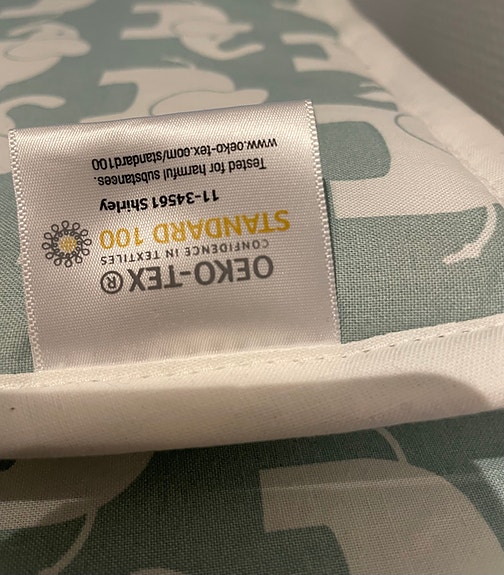 OEKO-TEX®
CONFIDENCE IN TEXTILES
STANDARD 100
11-34561 Shirley
Tested for harmful substances.
www.oeko-tex.com/standard100